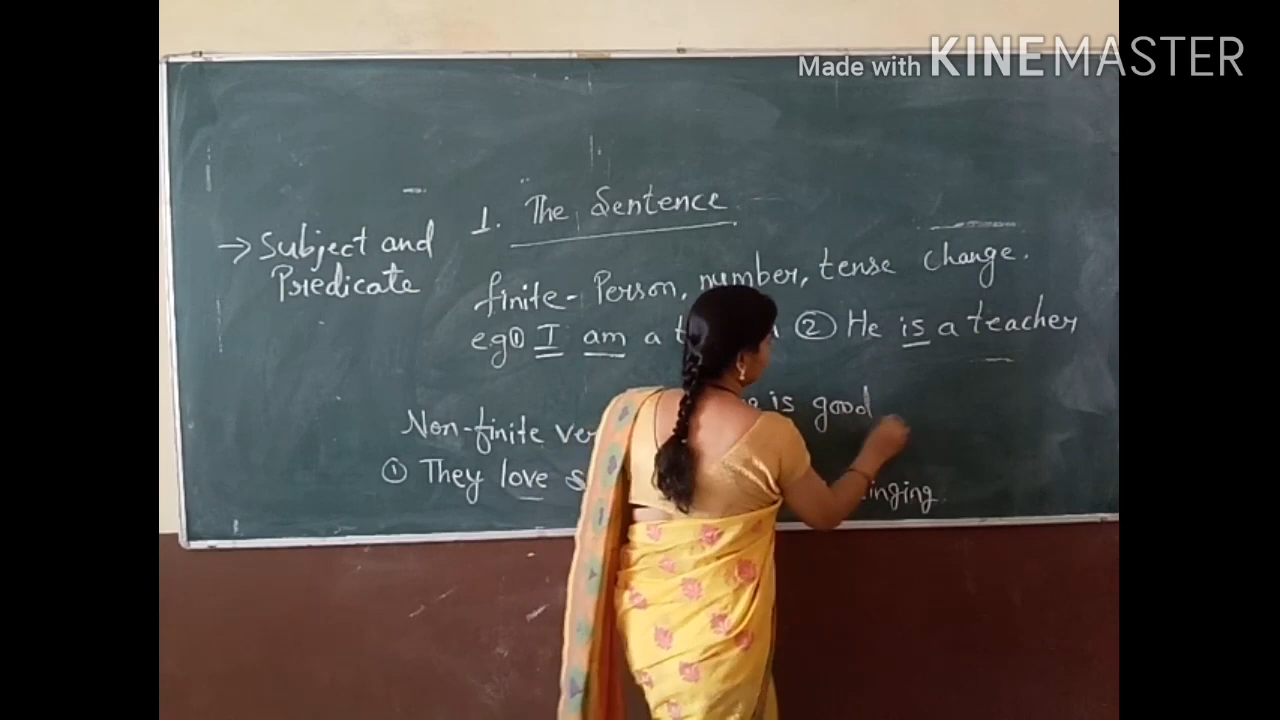 Made with KINEMASTER
1. The Sentence
→ Subject and
Predicate
finite - Person, number, tense change.
eg ① I am a ② He is a teacher
is good
Non-finite
① They love singing